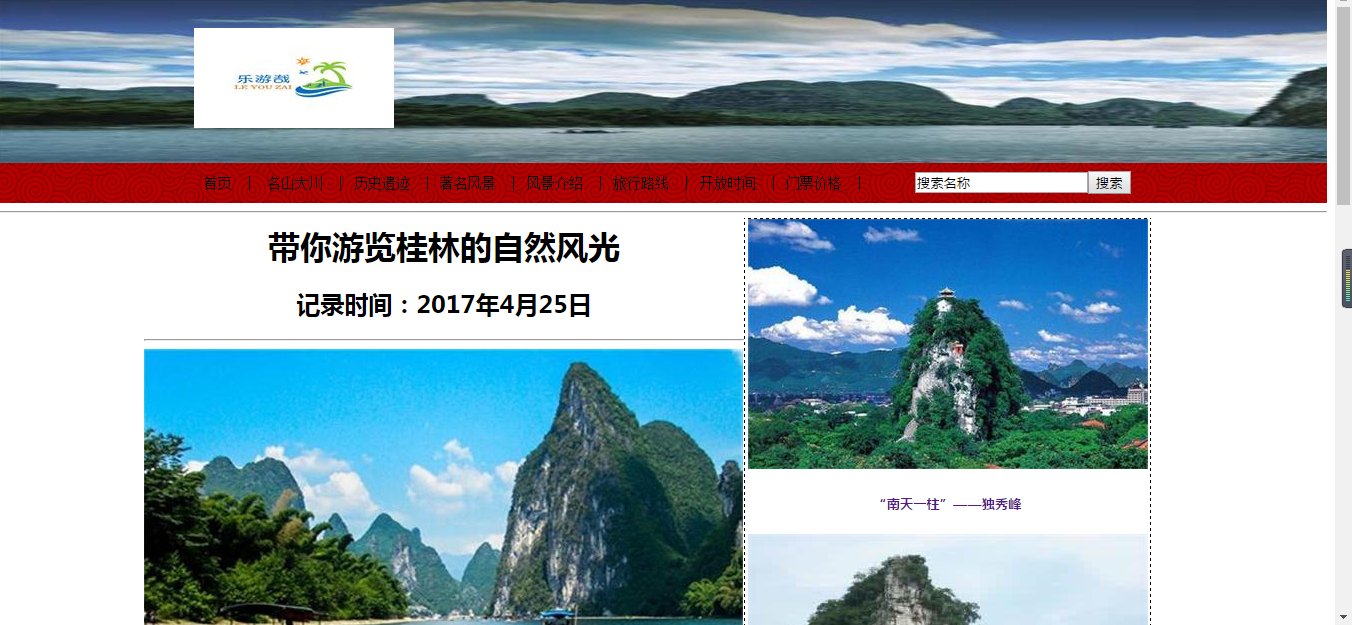 乐游哉
LE YOU ZAI
首页 | 名山大川 | 历史遗迹 | 著名风景 | 风景介绍 | 旅行路线 | 开放时间 | 门票价格 |
搜索名称 搜索
带你游览桂林的自然风光
记录时间：2017年4月25日
“南天一柱”——独秀峰